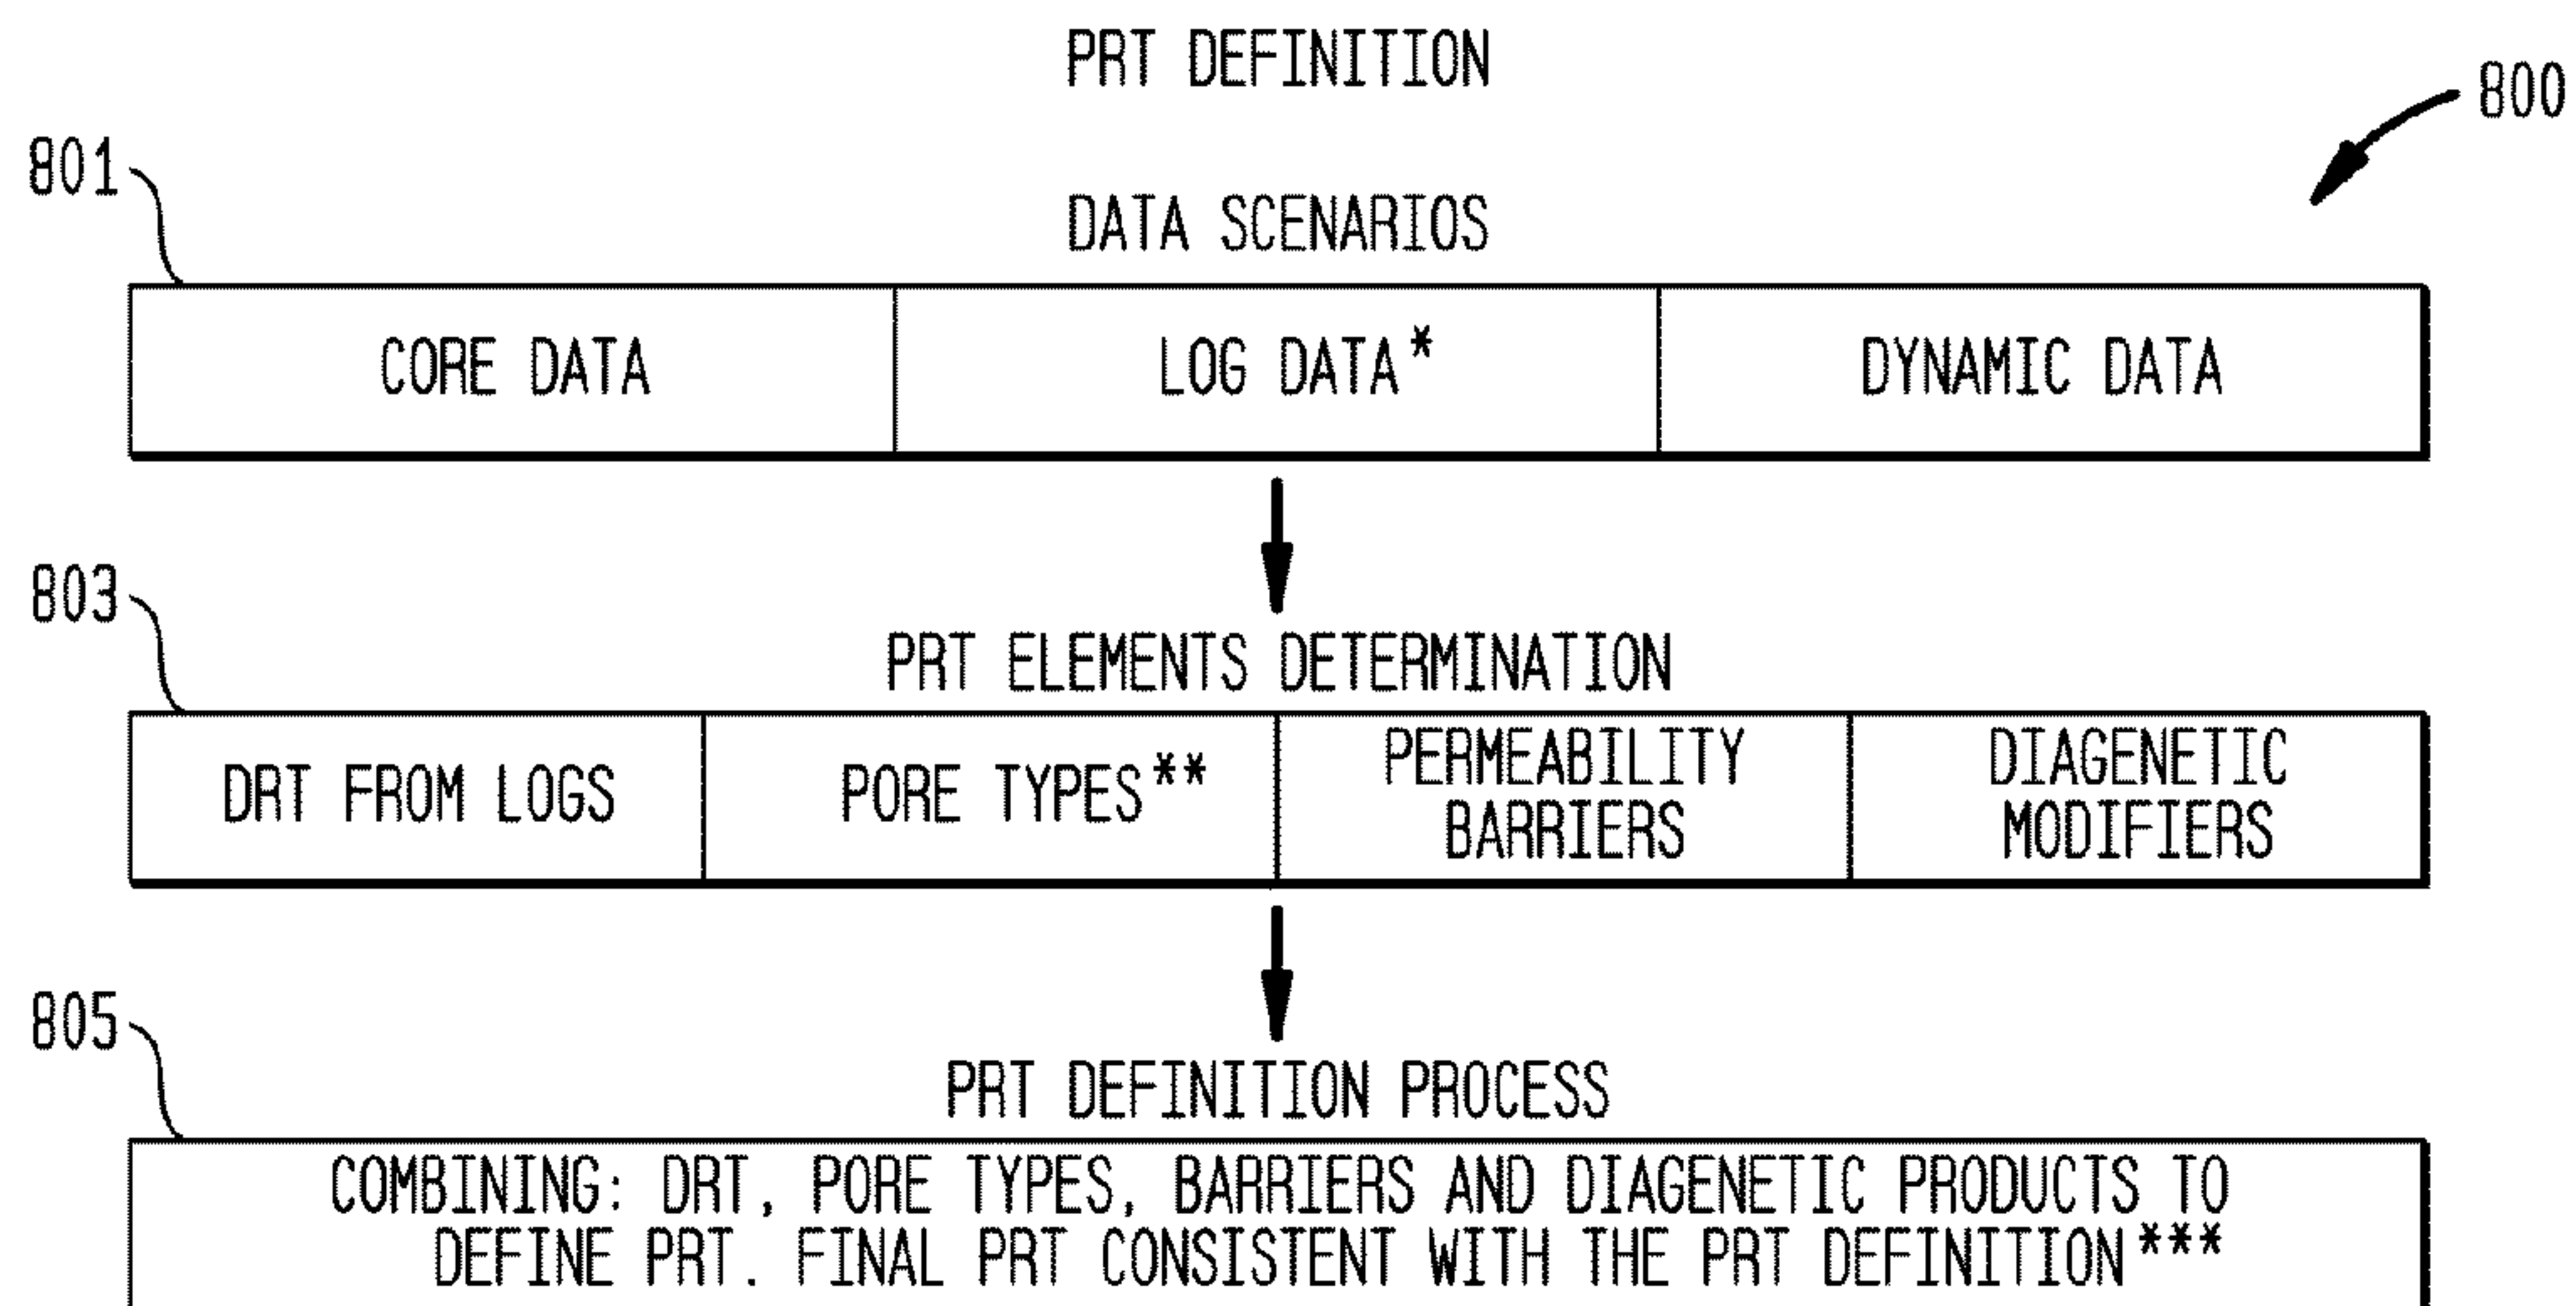 PRT DEFINITION
800
801
DATA SCENARIOS
CORE DATA
LOG DATA*
DYNAMIC DATA
803
PRT ELEMENTS DETERMINATION
DRT FROM LOGS
PORE TYPES**
PERMEABILITY
BARRIERS
DIAGENETIC
MODIFIERS
805
PRT DEFINITION PROCESS
COMBINING: DRT, PORE TYPES, BARRIERS AND DIAGENETIC PRODUCTS TO
DEFINE PRT. FINAL PRT CONSISTENT WITH THE PRT DEFINITION***